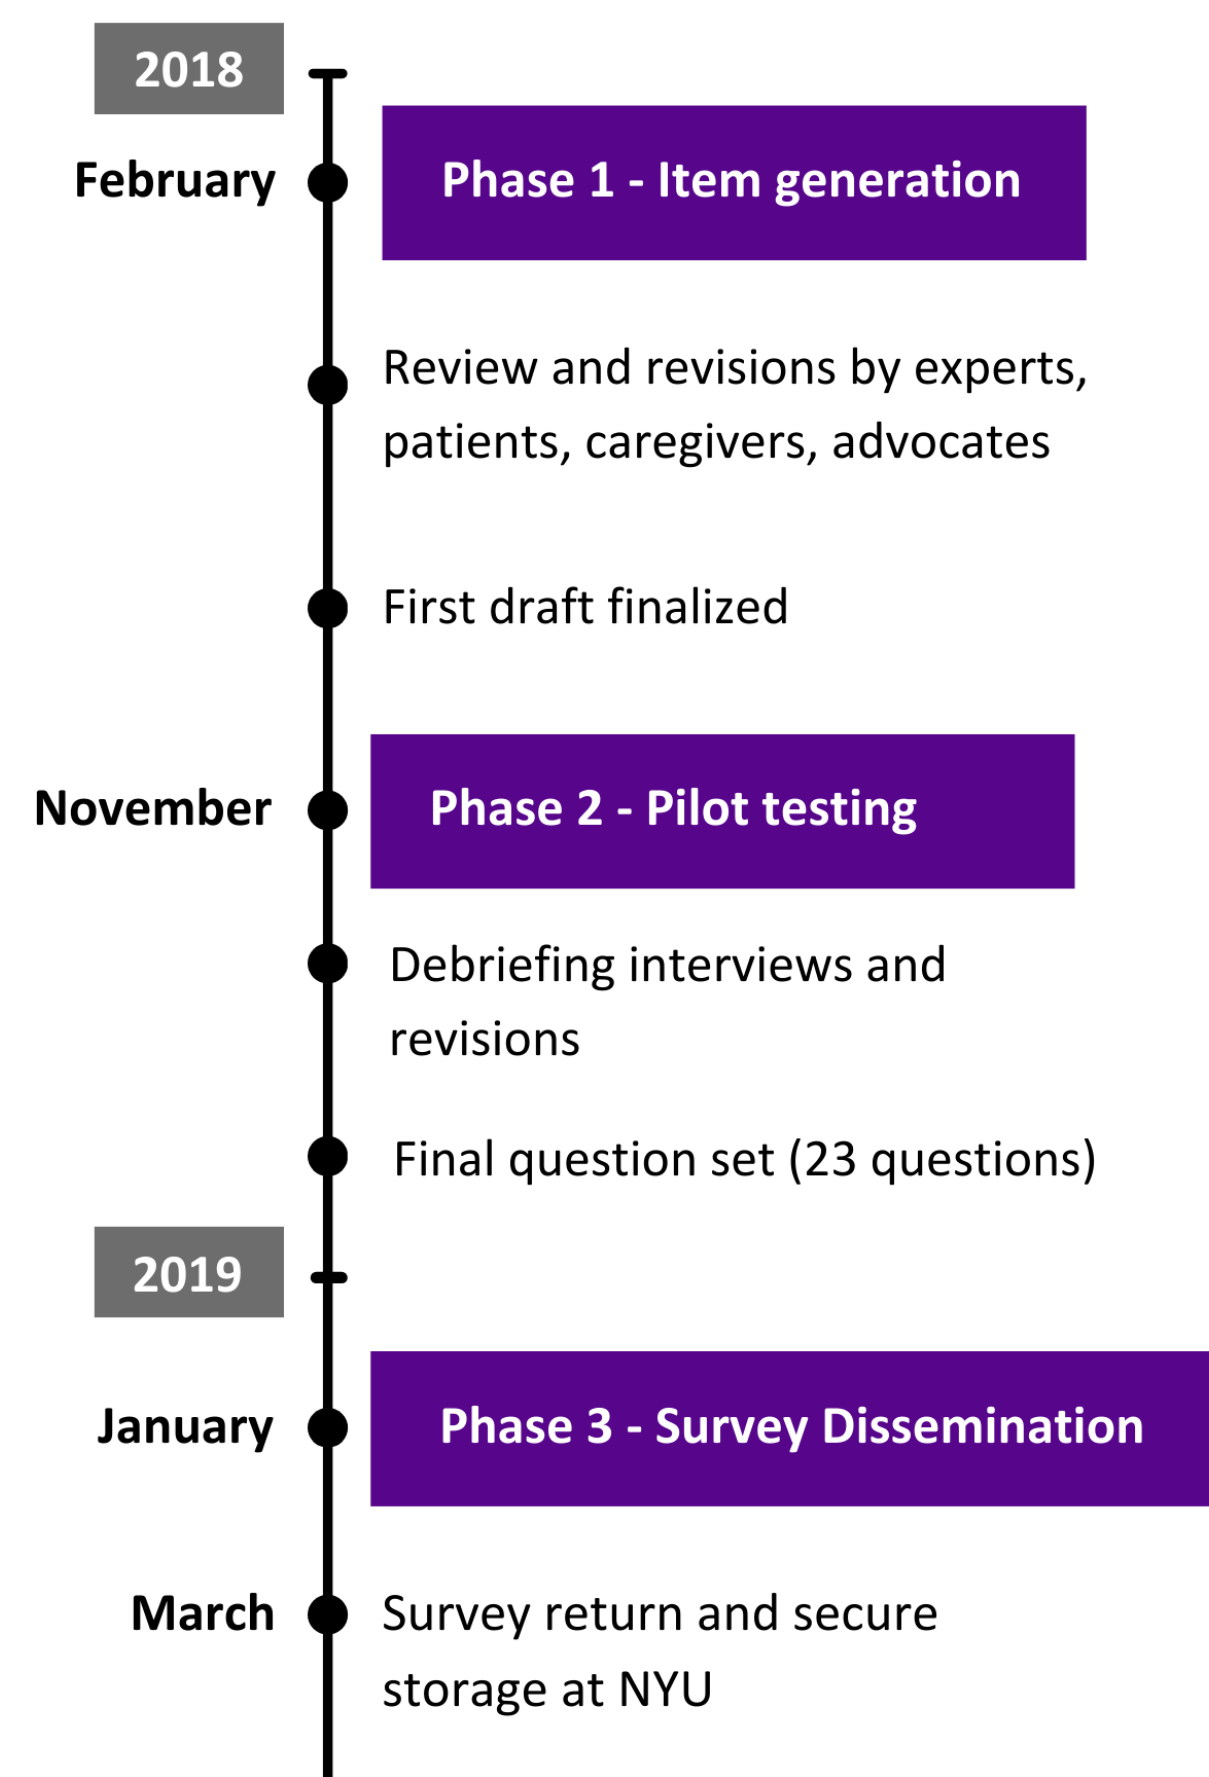 2018
February
Phase 1 - Item generation
Review and revisions by experts,
patients, caregivers, advocates
First draft finalized
November
Phase 2 - Pilot testing
Debriefing interviews and
revisions
Final question set (23 questions)
2019
January
Phase 3 - Survey Dissemination
March
Survey return and secure
storage at NYU